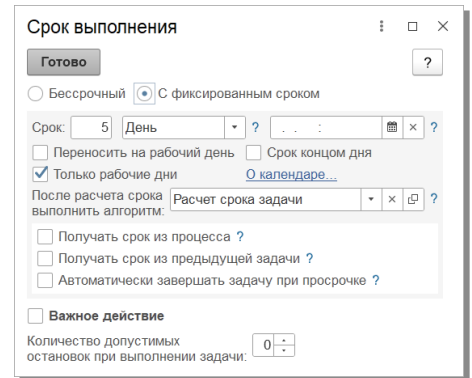 Срок выполнения
Готово ?
Бессрочный С фиксированным сроком
Срок: 5 День ? . . : ?
Переносить на рабочий день Срок концом дня
Только рабочие дни О календаре...
После расчета срока
выполнить алгоритм: Расчет срока задачи ?
Получать срок из процесса ?
Получать срок из предыдущей задачи ?
Автоматически завершать задачу при просрочке ?
Важное действие
Количество допустимых
остановок при выполнении задачи: 0